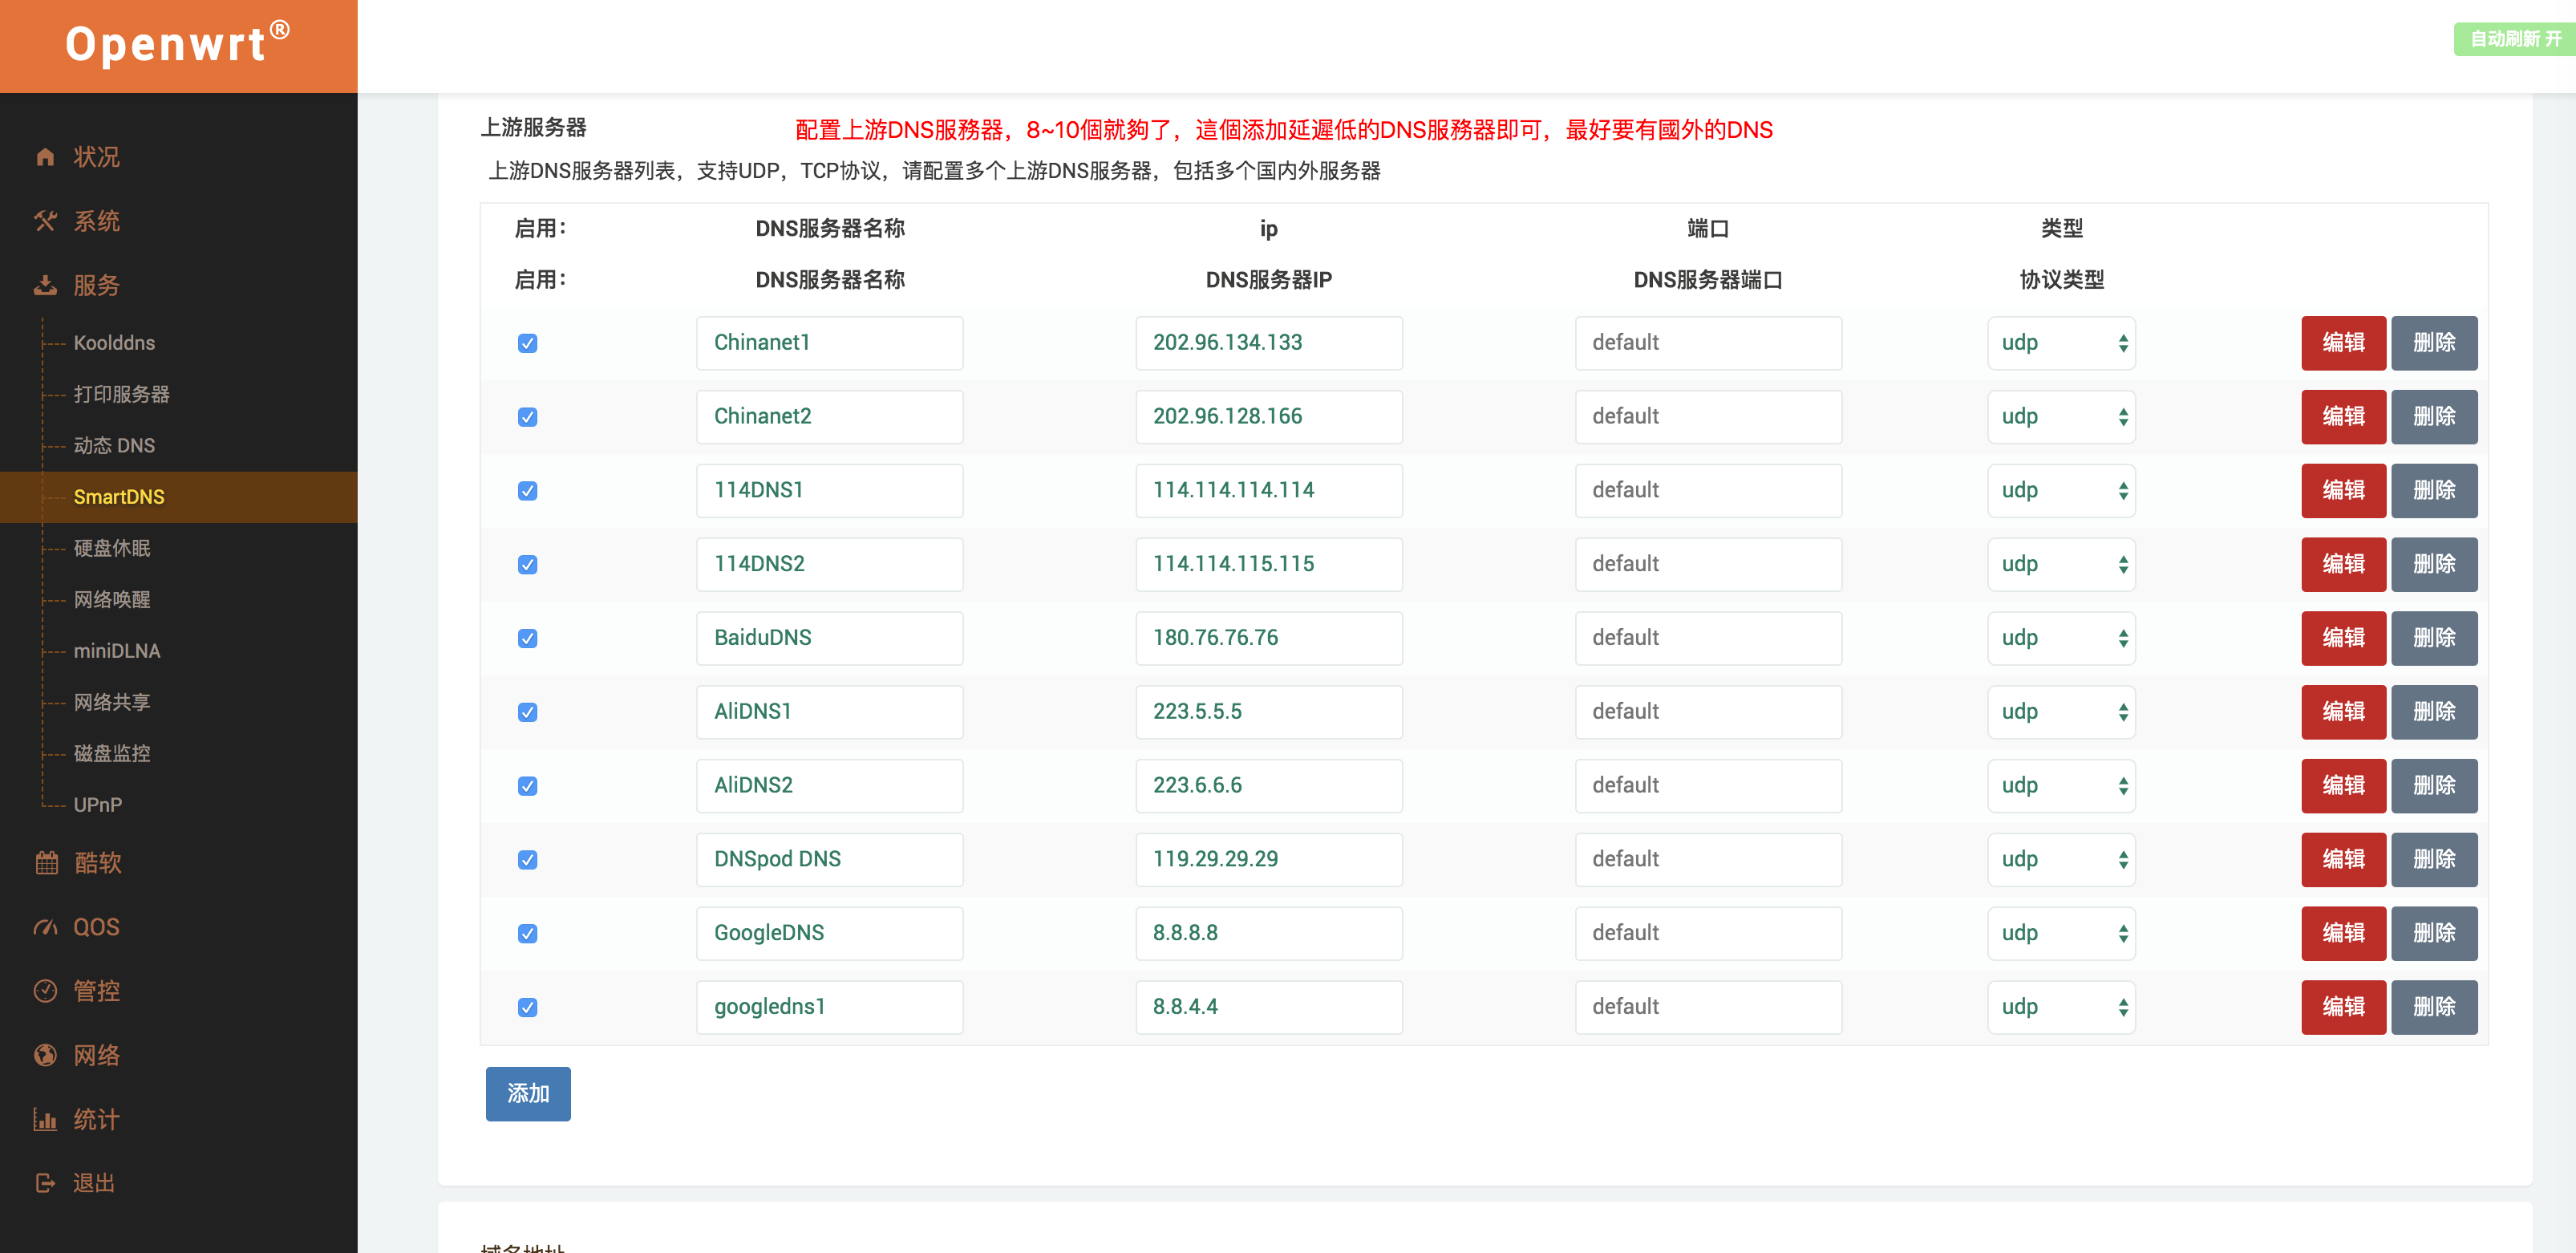 Openwrt®
自动刷新 开
状况
系统
服务
Koolddns
打印服务器
动态 DNS
SmartDNS
硬盘休眠
网络唤醒
miniDLNA
网络共享
磁盘监控
UPnP
酷软
QOS
管控
网络
统计
退出
上游服务器 配置上游DNS服務器，8~10個就夠了，這個添加延遲低的DNS服務器即可，最好要有國外的DNS
上游DNS服务器列表，支持UDP，TCP协议，请配置多个上游DNS服务器，包括多个国内外服务器
启用： DNS服务器名称 ip 端口 类型
启用： DNS服务器名称 DNS服务器IP DNS服务器端口 协议类型
Chinanet1 202.96.134.133 default udp 编辑 删除
Chinanet2 202.96.128.166 default udp 编辑 删除
114DNS1 114.114.114.114 default udp 编辑 删除
114DNS2 114.114.115.115 default udp 编辑 删除
BaiduDNS 180.76.76.76 default udp 编辑 删除
AliDNS1 223.5.5.5 default udp 编辑 删除
AliDNS2 223.6.6.6 default udp 编辑 删除
DNSpod DNS 119.29.29.29 default udp 编辑 删除
GoogleDNS 8.8.8.8 default udp 编辑 删除
googledns1 8.8.4.4 default udp 编辑 删除
添加
域名地址